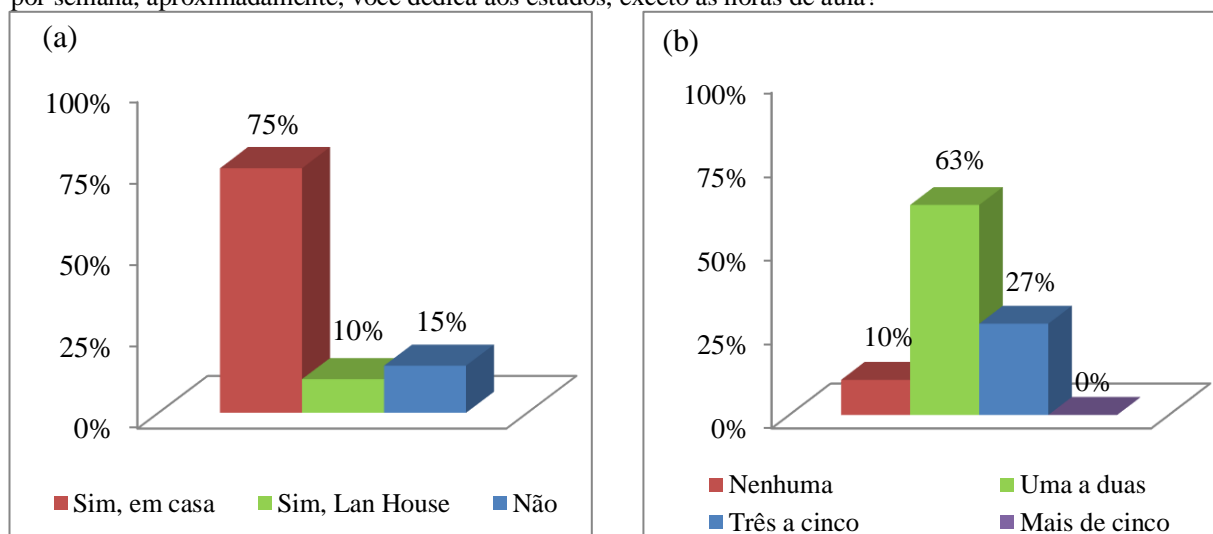 por semana, aproximadamente, você dedica aos estudos, exceto as horas de aula?
(a)
100%
75%
50%
25%
0%
75%
10%
15%
Sim, em casa
Sim, Lan House
Não
(b)
100%
75%
50%
25%
0%
10%
63%
27%
0%
Nenhuma
Uma a duas
Três a cinco
Mais de cinco